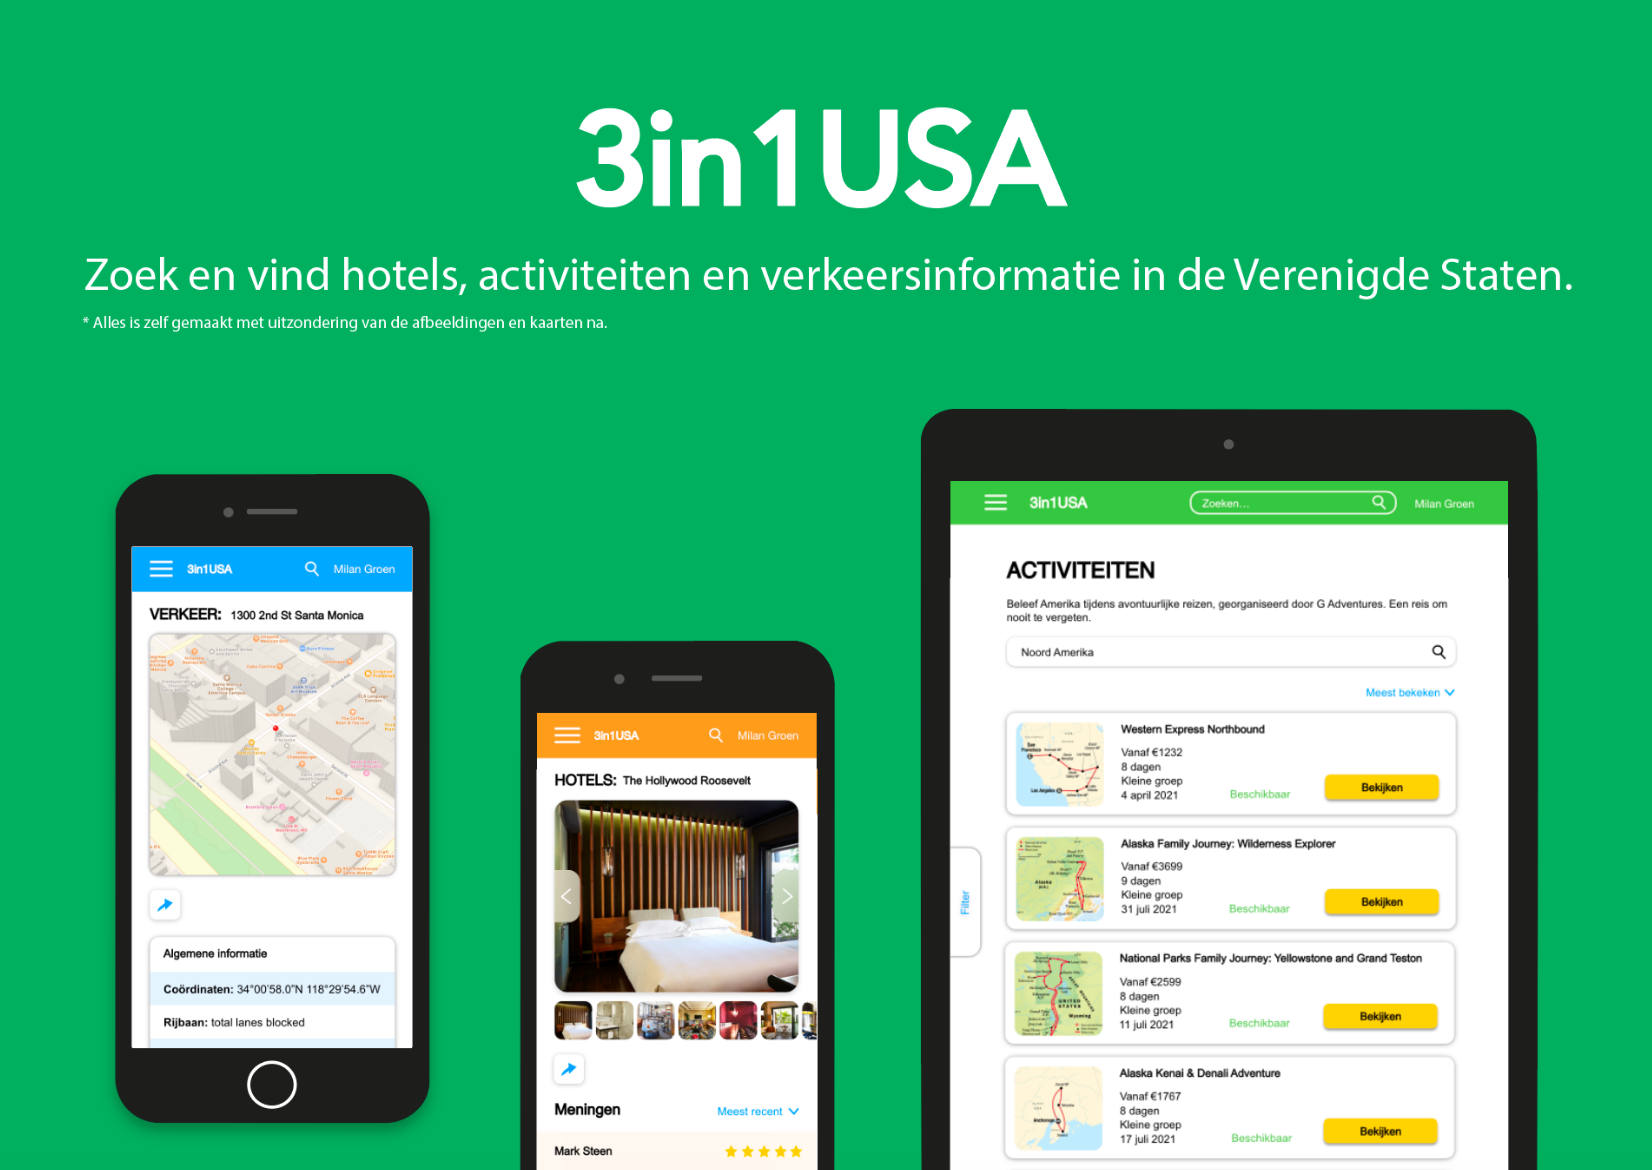 3in1USA
Zoek en vind hotels, activiteiten en verkeersinformatie in de Verenigde Staten.
* Alles is zelf gemaakt met uitzondering van de afbeeldingen en kaarten na.
3in1USA
Milan Groen
VERKEER: 1300 2nd St Santa Monica
Algemene informatie
Coördinaten: 34°00'58.0"N 118°29'54.6"W
Rijbaan: total lanes blocked
3in1USA
Milan Groen
HOTELS: The Hollywood Roosevelt
Meningen
Meest recent
Mark Steen
3in1USA
Zoeken...
Milan Groen
ACTIVITEITEN
Beleef Amerika tijdens avontuurlijke reizen, georganiseerd door G Adventures. Een reis om
nooit te vergeten.
Noord Amerika
Meest bekeken
Filter
Western Express Northbound
Vanaf €1232
8 dagen
Kleine groep
4 april 2021
Beschikbaar
Bekijken
Alaska Family Journey: Wilderness Explorer
Vanaf €3699
9 dagen
Kleine groep
31 juli 2021
Beschikbaar
Bekijken
National Parks Family Journey: Yellowstone and Grand Teston
Vanaf €2599
8 dagen
Kleine groep
11 juli 2021
Beschikbaar
Bekijken
Alaska Kenai & Denali Adventure
Vanaf €1767
8 dagen
Kleine groep
17 juli 2021
Beschikbaar
Bekijken